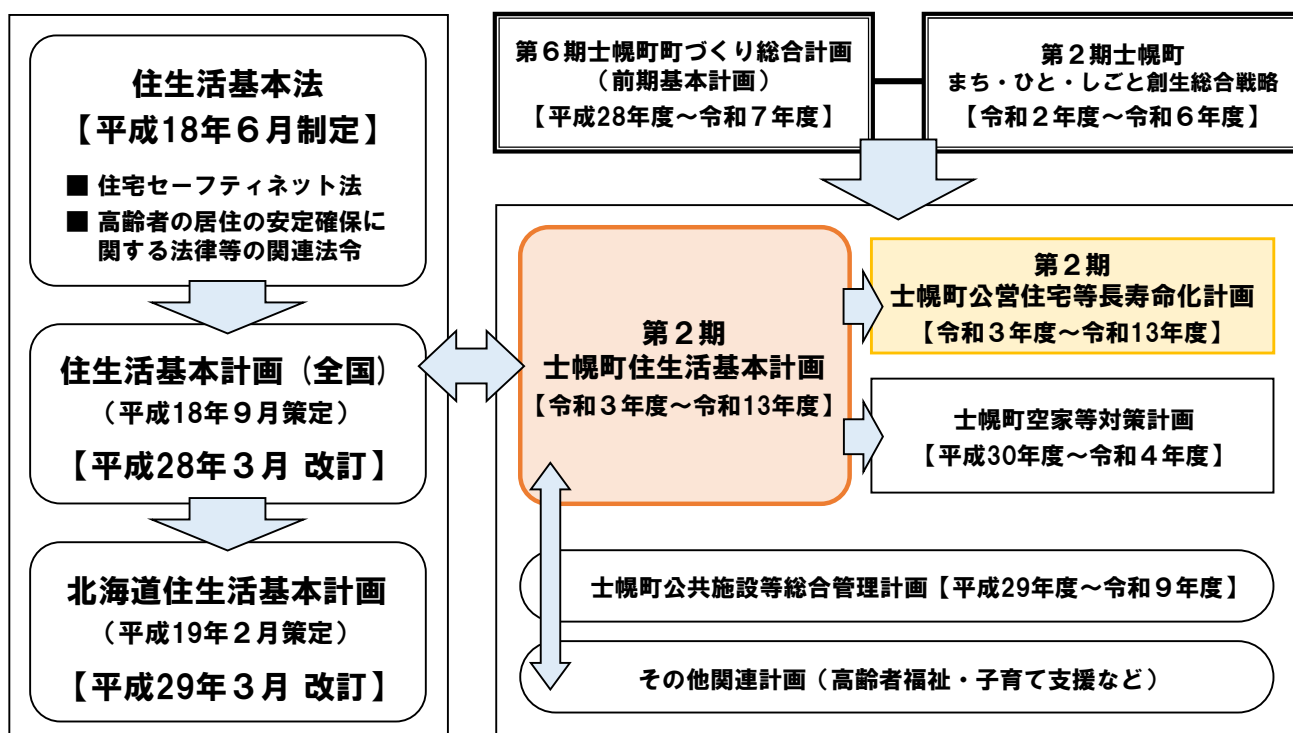 住生活基本法
【平成18年６月制定】
■ 住宅セーフティネット法
■ 高齢者の居住の安定確保に
関する法律等の関連法令
住生活基本計画（全国）
（平成18年９月策定）
【平成28年３月 改訂】
北海道住生活基本計画
（平成19年２月策定）
【平成29年３月 改訂】
第６期士幌町町づくり総合計画
（前期基本計画）
【平成28年度～令和７年度】
第２期士幌町
まち・ひと・しごと創生総合戦略
【令和２年度～令和６年度】
第２期
士幌町住生活基本計画
【令和３年度～令和13年度】
第２期
士幌町公営住宅等長寿命化計画
【令和３年度～令和13年度】
士幌町空家等対策計画
【平成30年度～令和４年度】
士幌町公共施設等総合管理計画【平成29年度～令和９年度】
その他関連計画（高齢者福祉・子育て支援など）